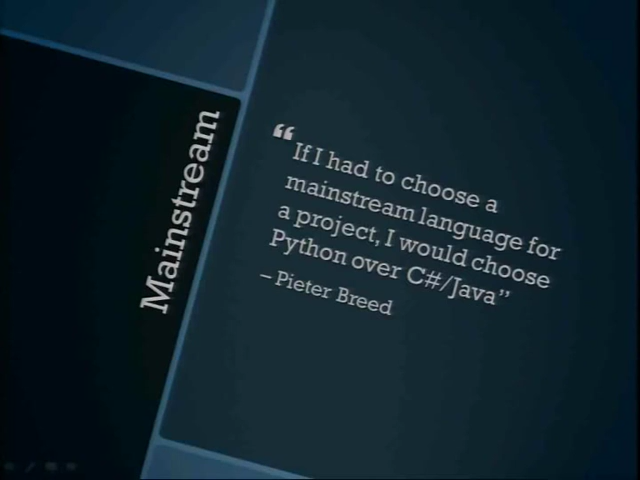 Mainstream
“If I had to choose a
mainstream language for
a project, I would choose
Python over C#/Java”
– Pieter Breed